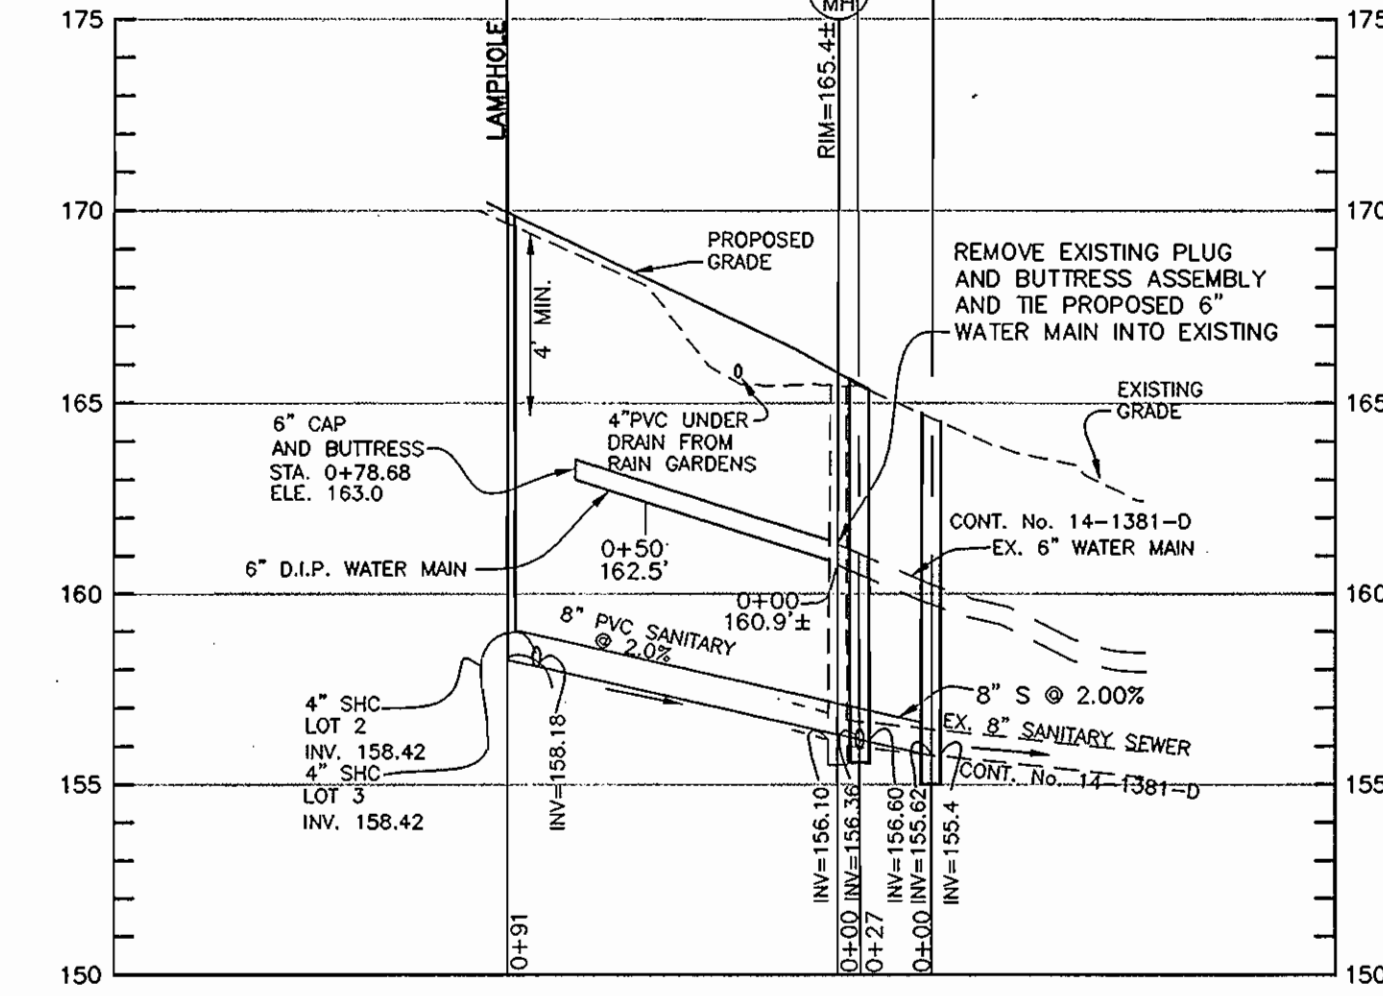 175
175
LAMPHOLE
MH
RIM=165.4±
170
170
PROPOSED
GRADE
4' MIN.
REMOVE EXISTING PLUG
AND BUTTRESS ASSEMBLY
AND TIE PROPOSED 6"
WATER MAIN INTO EXISTING
EXISTING
GRADE
165
165
6" CAP
AND BUTTRESS
STA. 0+78.68
ELE. 163.0
4"PVC UNDER
DRAIN FROM
RAIN GARDENS
CONT. No. 14-1381-D
EX. 6" WATER MAIN
0+50
162.5'
6" D.I.P. WATER MAIN
160
160
0+00
160.9'±
8" PVC SANITARY
@ 2.0%
8" S @ 2.00%
EX. 8" SANITARY SEWER
CONT. No. 14-1381-D
4" SHC
LOT 2
INV. 158.42
4" SHC
LOT 3
INV. 158.42
155
155
INV=158.18
INV=156.10
INV=156.36
INV=156.60
INV=155.62
INV=155.4
0+91
0+00
0+27
0+00
150
150